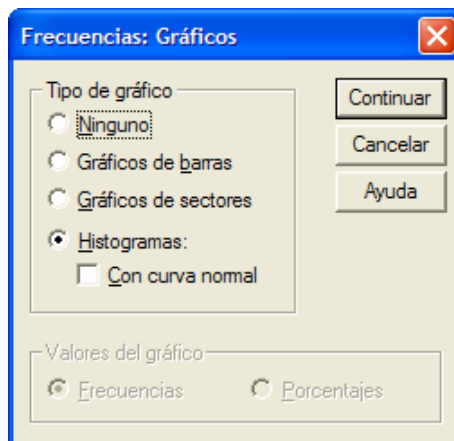 Frecuencias: Gráficos
Tipo de gráfico
Ninguno
Gráficos de barras
Gráficos de sectores
Histogramas:
Con curva normal
Continuar
Cancelar
Ayuda
Valores del gráfico
Frecuencias
Porcentajes